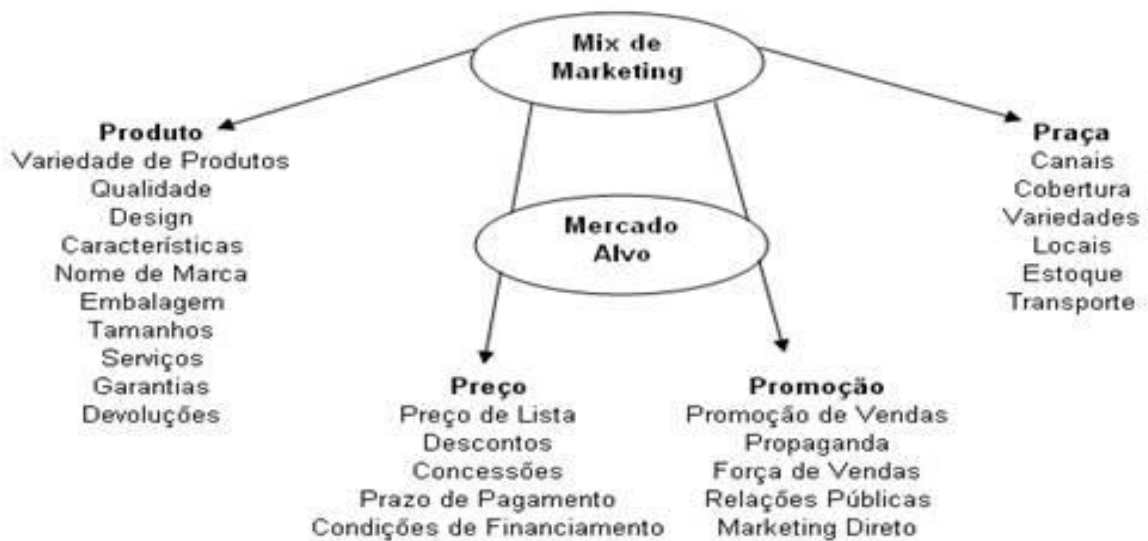 Mix de
Marketing
Produto
Variedade de Produtos
Qualidade
Design
Características
Nome de Marca
Embalagem
Tamanhos
Serviços
Garantias
Devoluções
Mercado
Alvo
Preço
Preço de Lista
Descontos
Concessões
Prazo de Pagamento
Condições de Financiamento
Promoção
Promoção de Vendas
Propaganda
Força de Vendas
Relações Públicas
Marketing Direto
Praça
Canais
Cobertura
Variedades
Locais
Estoque
Transporte